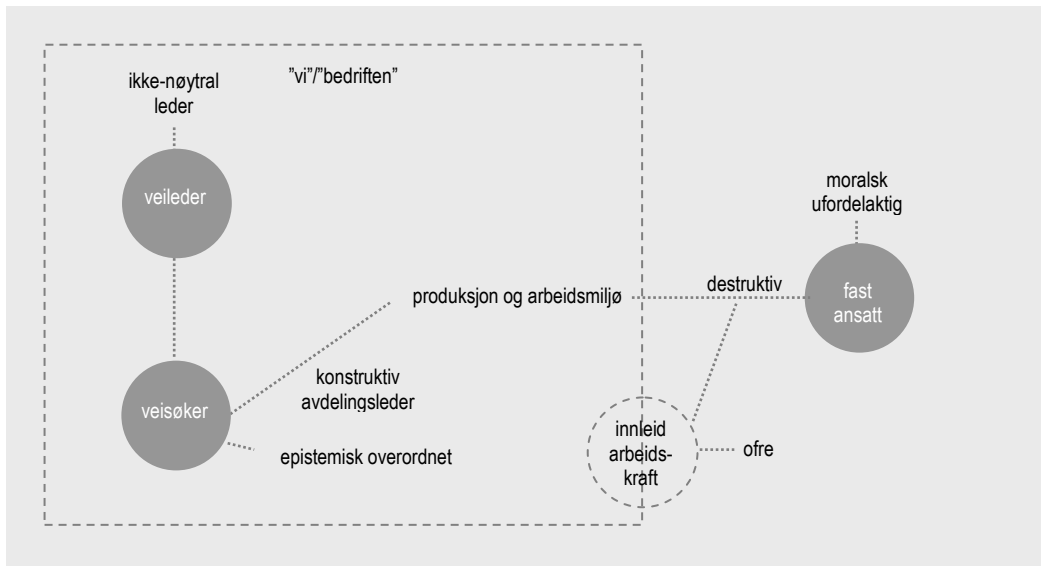 ikke-nøytral
leder
”vi”/”bedriften”
veileder
moralsk
ufordelaktig
destruktiv
fast
ansatt
produksjon og arbeidsmiljø
konstruktiv
avdelingsleder
veisøker
epistemisk overordnet
innleid
arbeids-
kraft
ofre